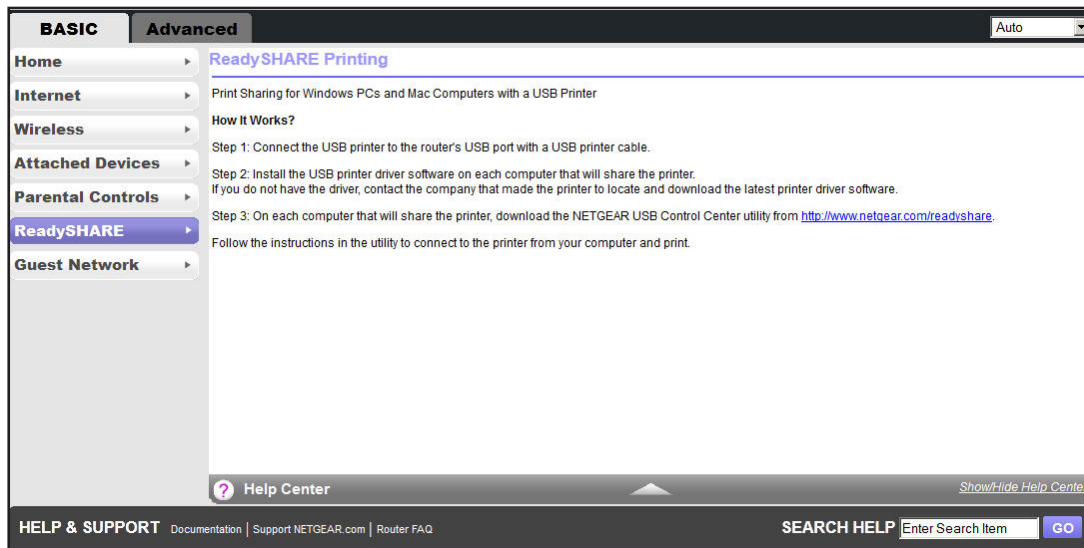 BASIC Advanced Auto
Home
Internet
Wireless
Attached Devices
Parental Controls
ReadySHARE
Guest Network
ReadySHARE Printing
Print Sharing for Windows PCs and Mac Computers with a USB Printer
How It Works?
Step 1: Connect the USB printer to the router's USB port with a USB printer cable.
Step 2: Install the USB printer driver software on each computer that will share the printer.
If you do not have the driver, contact the company that made the printer to locate and download the latest printer driver software.
Step 3: On each computer that will share the printer, download the NETGEAR USB Control Center utility from http://www.netgear.com/readyshare.
Follow the instructions in the utility to connect to the printer from your computer and print.
? Help Center Show/Hide Help Cente
HELP & SUPPORT Documentation | Support NETGEAR.com | Router FAQ SEARCH HELP Enter Search Item GO